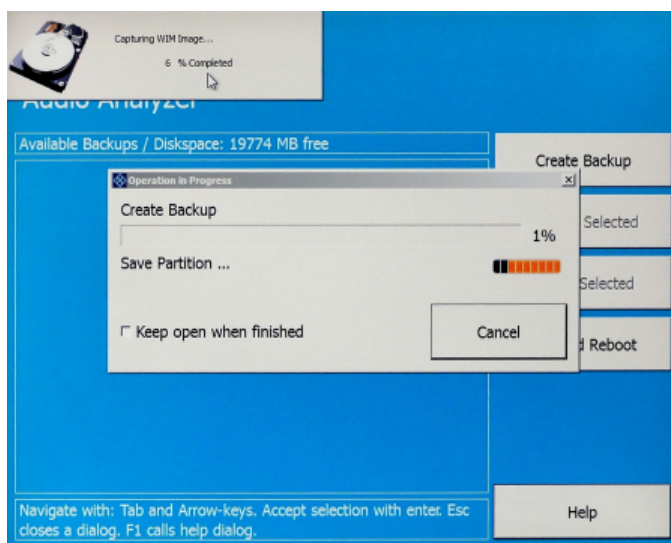 Capturing WIM Image...
6 % Completed
Audio Analyzer
Available Backups / Diskspace: 19774 MB free
Create Backup
Operation in Progress
Create Backup
1%
Selected
Save Partition ...
Selected
Keep open when finished
Cancel
Reboot
Navigate with: Tab and Arrow-keys. Accept selection with enter. Esc
closes a dialog. F1 calls help dialog.
Help